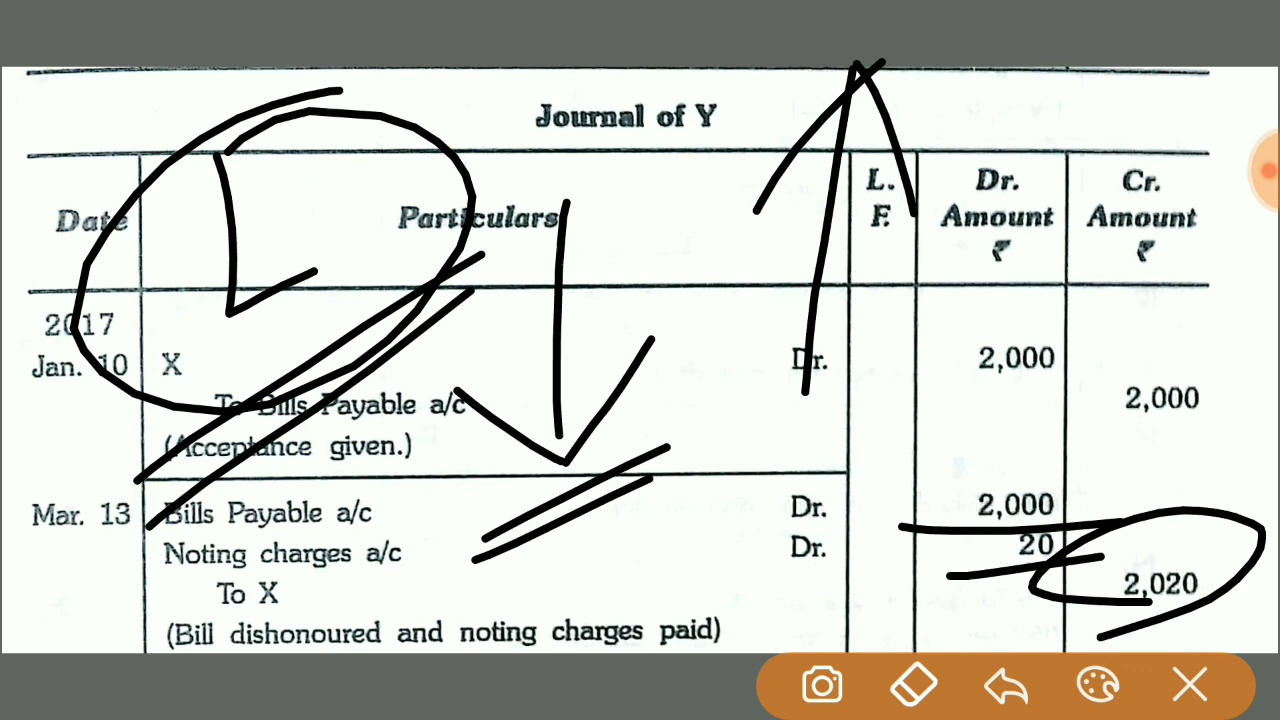 Journal of Y
Date Particulars L. F. Dr. Amount ₹ Cr. Amount ₹
2017
Jan. 10 X Dr. 2,000
To Bills Payable a/c 2,000
(Acceptance given.)
Mar. 13 Bills Payable a/c Dr. 2,000
Noting charges a/c Dr. 20
To X 2,020
(Bill dishonoured and noting charges paid)